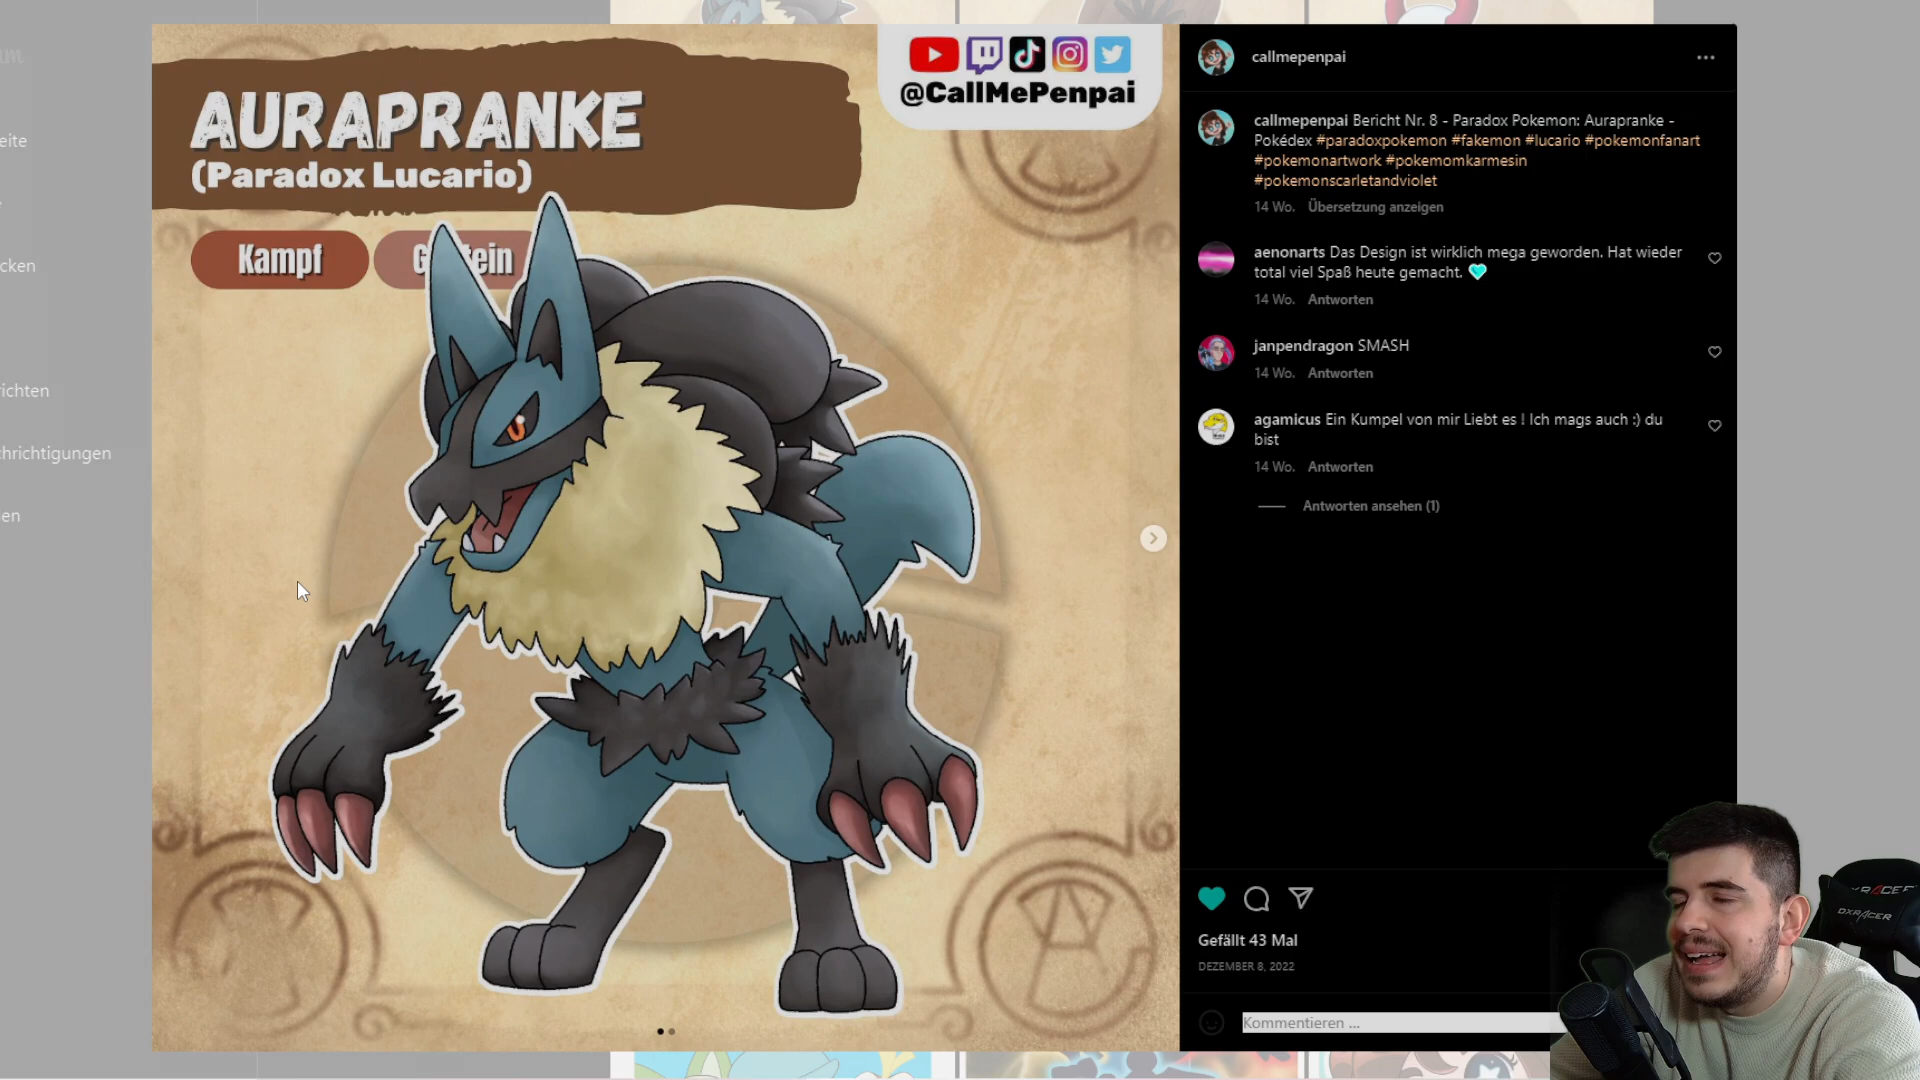 AURAPRANKE
(Paradox Lucario)
Kampf
@CallMePenpai
callmepenpai
callmepenpai Bericht Nr. 8 - Paradox Pokemon: Aurapranke -
Pokédex #paradoxpokemon #fakemon #lucario #pokemonfanart
#pokemonartwork #pokemomkarmesin
#pokemonscarletandviolet
14 Wo. Übersetzung anzeigen
aenonarts Das Design ist wirklich mega geworden. Hat wieder
total viel Spaß heute gemacht.
14 Wo. Antworten
janpendragon SMASH
14 Wo. Antworten
agamicus Ein Kumpel von mir Liebt es ! Ich mags auch :) du
bist
14 Wo. Antworten
Antworten ansehen (1)
Gefällt 43 Mal
DEZEMBER 8, 2022
Kommentieren ...
eite
cken
ichten
hrichtigungen
en
DXRACER